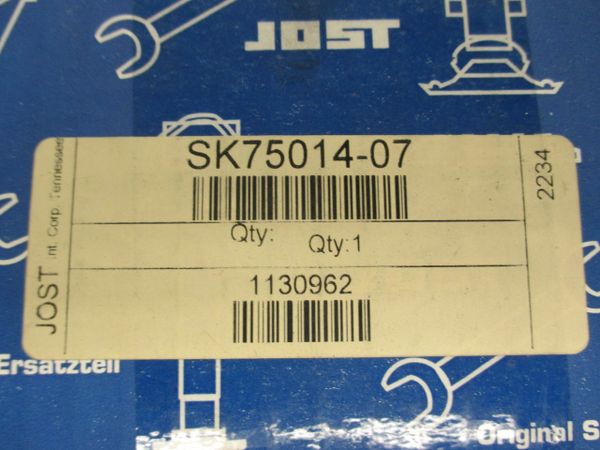 JOST
SK75014-07
Qty: Qty:1
1130962
JOST Int. Corp. Tennessee
2234
Ersatzteil
Original S